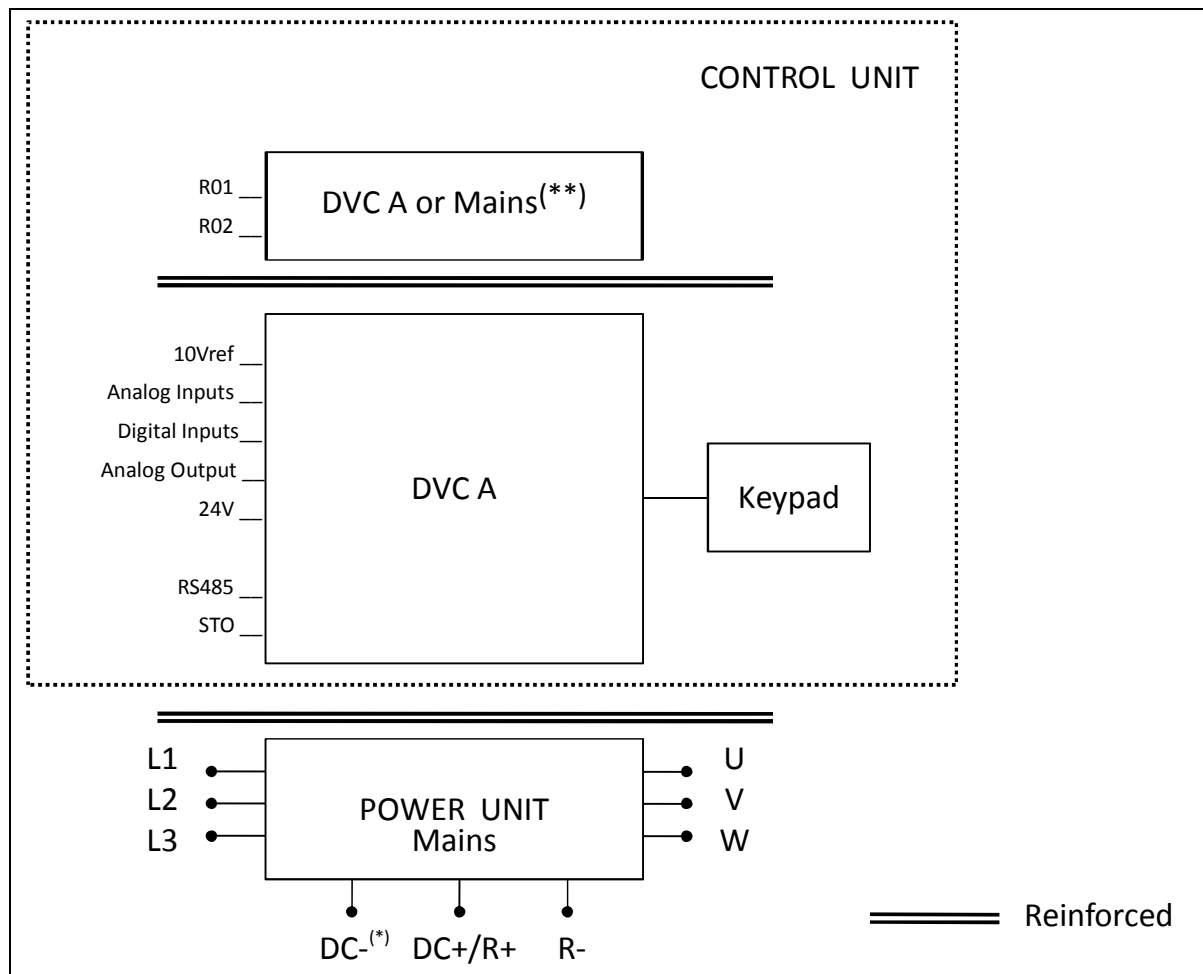 CONTROL UNIT
R01
DVC A or Mains(**)
R02
10Vref
Analog Inputs
Digital Inputs
Analog Output
DVC A
Keypad
24V
RS485
STO
L1
U
L2
POWER UNIT
V
L3
Mains
W
DC-(*)
DC+/R+
R-
Reinforced